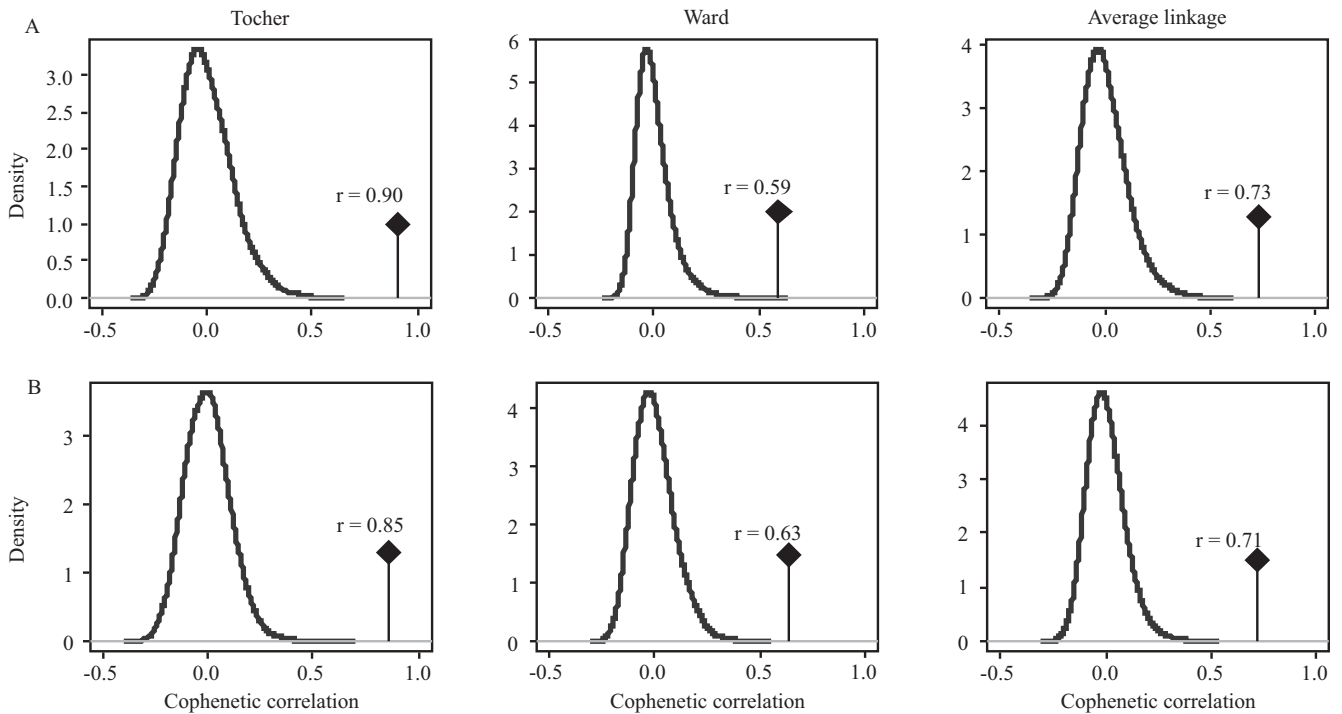 A
Tocher
Ward
Average linkage
Density
3.0
2.5
2.0
1.5
1.0
0.5
0.0
r = 0.90
-0.5 0.0 0.5 1.0
6
5
4
3
2
1
0
r = 0.59
-0.5 0.0 0.5 1.0
4
3
2
1
0
r = 0.73
-0.5 0.0 0.5 1.0
B
Density
3
2
1
0
r = 0.85
-0.5 0.0 0.5 1.0
Cophenetic correlation
4
3
2
1
0
r = 0.63
-0.5 0.0 0.5 1.0
Cophenetic correlation
4
3
2
1
0
r = 0.71
-0.5 0.0 0.5 1.0
Cophenetic correlation